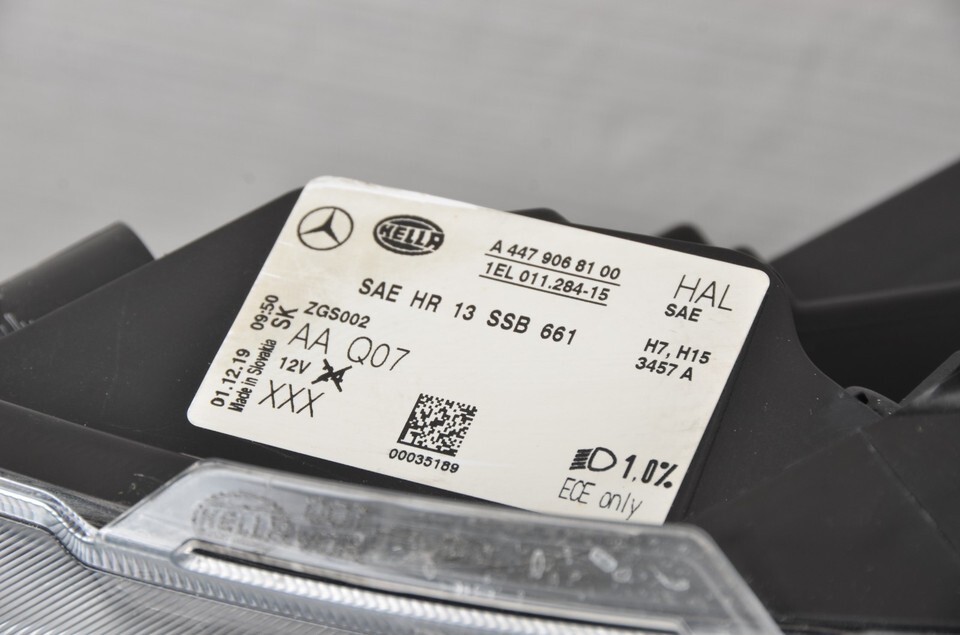 HELLA
A 447 906 81 00
1EL 011.284-15
HAL
SAE
SAE HR 13 SSB 661
H7, H15
3457 A
ZGS002
AA Q07
12V
XXX
01.12.19 09:50
Made in Slovakia SK
00035189
1.0%
ECE only
HELLA